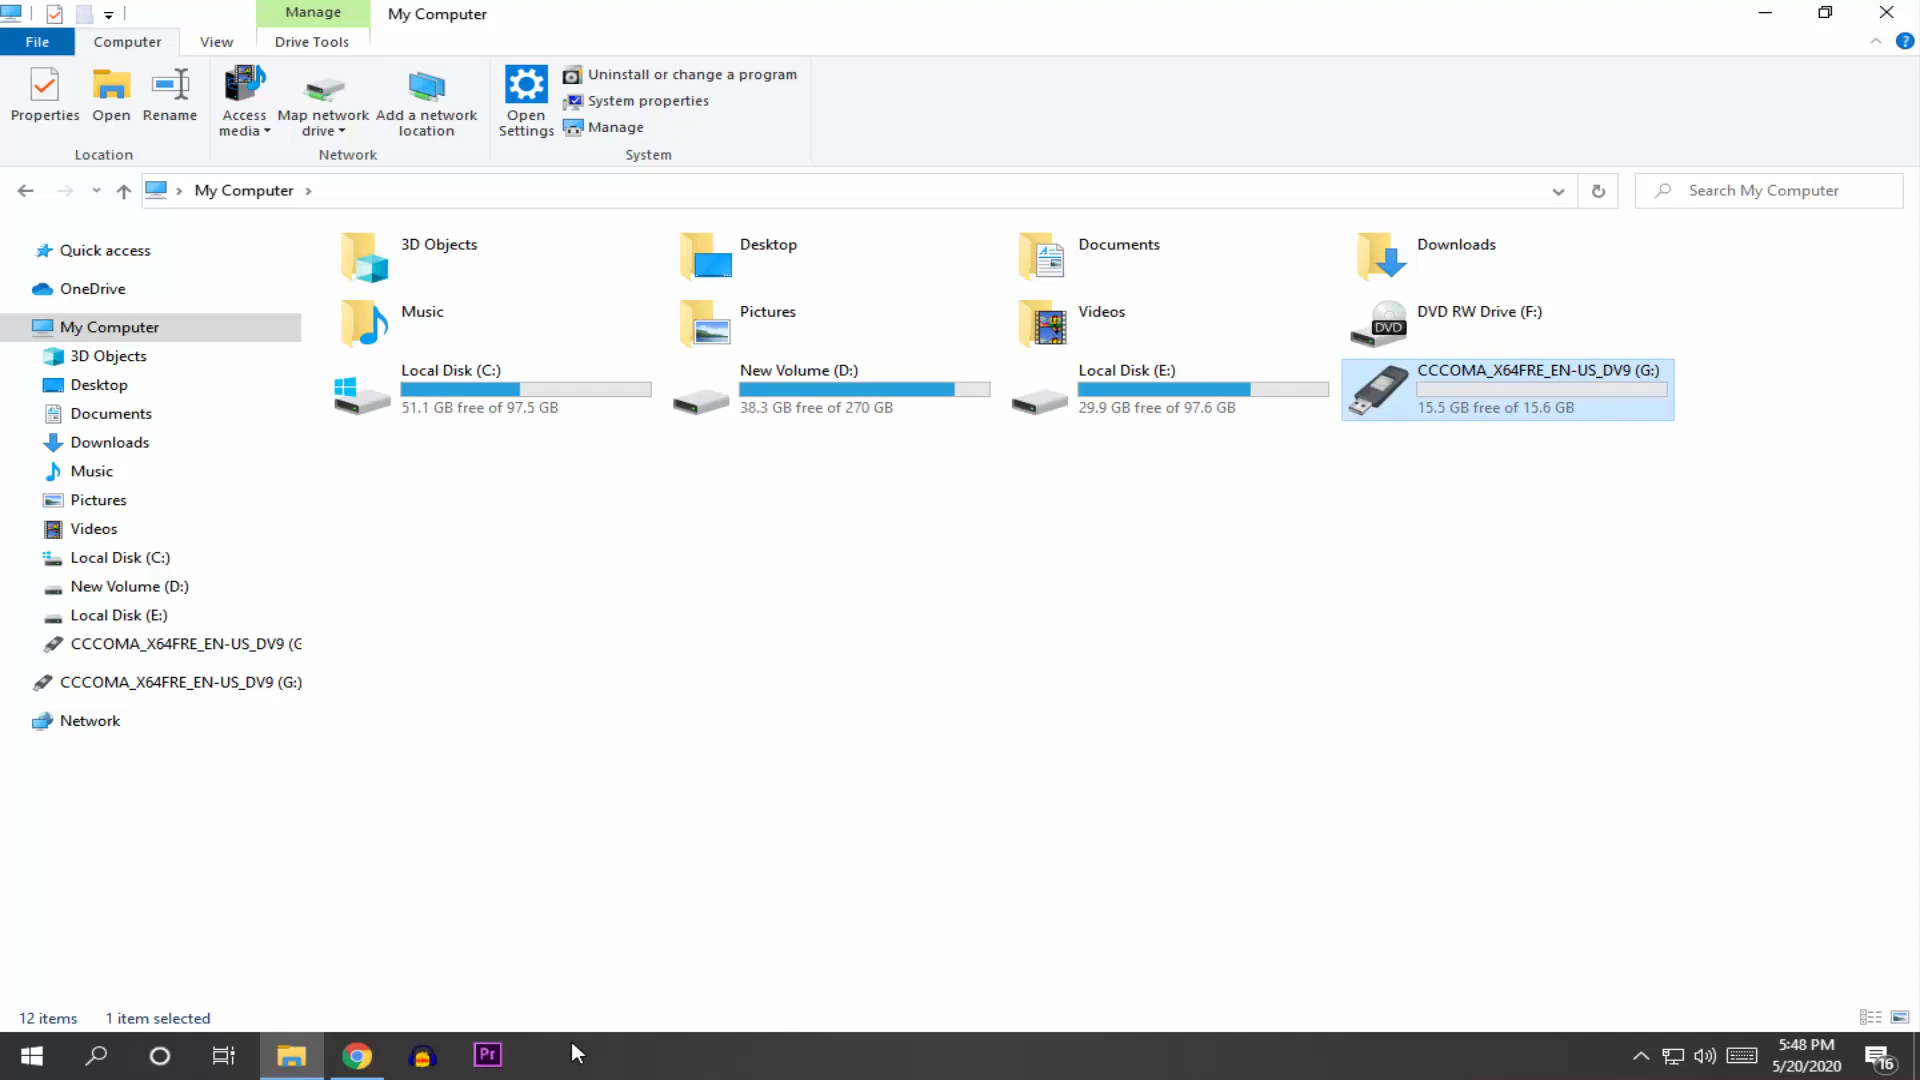 Manage
My Computer
File
Computer
View
Drive Tools
Properties
Open
Rename
Access media
Map network drive
Add a network location
Open Settings
Uninstall or change a program
System properties
Manage
Location
Network
System
My Computer
Search My Computer
Quick access
OneDrive
My Computer
3D Objects
Desktop
Documents
Downloads
Music
Pictures
Videos
Local Disk (C:)
New Volume (D:)
Local Disk (E:)
CCCOMA_X64FRE_EN-US_DV9 (G
CCCOMA_X64FRE_EN-US_DV9 (G:)
Network
3D Objects
Desktop
Documents
Downloads
Music
Pictures
Videos
DVD
DVD RW Drive (F:)
Local Disk (C:)
51.1 GB free of 97.5 GB
New Volume (D:)
38.3 GB free of 270 GB
Local Disk (E:)
29.9 GB free of 97.6 GB
CCCOMA_X64FRE_EN-US_DV9 (G:)
15.5 GB free of 15.6 GB
12 items
1 item selected
Pr
5:48 PM
5/20/2020
16